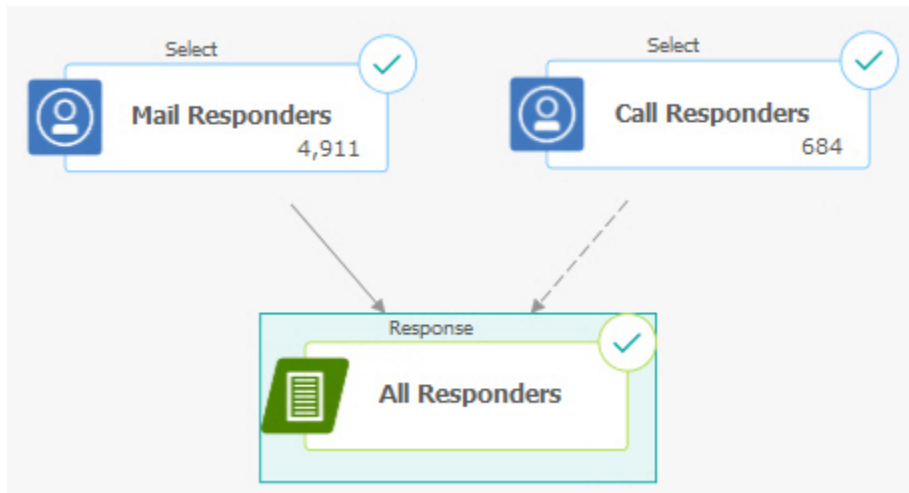 Select
Mail Responders
4,911
Select
Call Responders
684
Response
All Responders